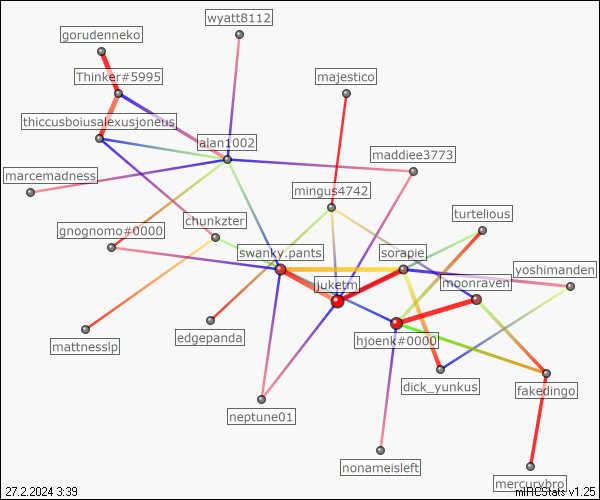 wyatt8112
gorudenneko
Thinker#5995
majestico
thiccusboiusalexusjoneus
alan1002
maddiee3773
marcemadness
mingus4742
turtelious
chunkzter
gnognomo#0000
swanky.pants
sorapie
yoshimanden
juketm
moonraven
mattnesslp
edgepanda
hjoenk#0000
dick_yunkus
fakedingo
neptune01
nonameisleft
mercurybro
27.2.2024 3:39
mIRCStats v1.25